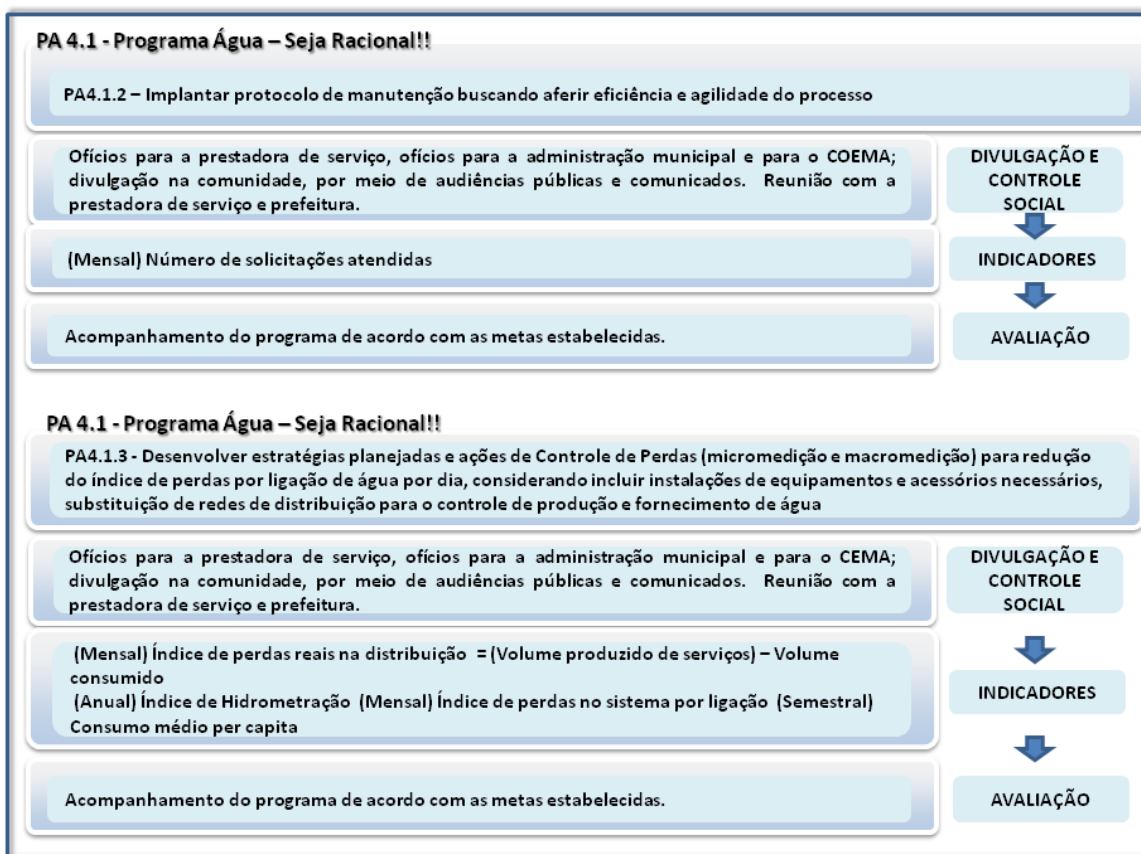 PA 4.1 - Programa Água – Seja Racional!!
PA4.1.2 – Implantar protocolo de manutenção buscando aferir eficiência e agilidade do processo
Ofícios para a prestadora de serviço, ofícios para a administração municipal e para o COEMA;
divulgação na comunidade, por meio de audiências públicas e comunicados. Reunião com a
prestadora de serviço e prefeitura.
DIVULGAÇÃO E
CONTROLE
SOCIAL
(Mensal) Número de solicitações atendidas
INDICADORES
Acompanhamento do programa de acordo com as metas estabelecidas.
AVALIAÇÃO
PA 4.1 - Programa Água – Seja Racional!!
PA4.1.3 - Desenvolver estratégias planejadas e ações de Controle de Perdas (micromedição e macromedição) para redução
do índice de perdas por ligação de água por dia, considerando incluir instalações de equipamentos e acessórios necessários,
substituição de redes de distribuição para o controle de produção e fornecimento de água
Ofícios para a prestadora de serviço, ofícios para a administração municipal e para o CEMA;
divulgação na comunidade, por meio de audiências públicas e comunicados. Reunião com a
prestadora de serviço e prefeitura.
DIVULGAÇÃO E
CONTROLE
SOCIAL
(Mensal) Índice de perdas reais na distribuição = (Volume produzido de serviços) – Volume
consumido
(Anual) Índice de Hidrometração (Mensal) Índice de perdas no sistema por ligação (Semestral)
Consumo médio per capita
INDICADORES
Acompanhamento do programa de acordo com as metas estabelecidas.
AVALIAÇÃO